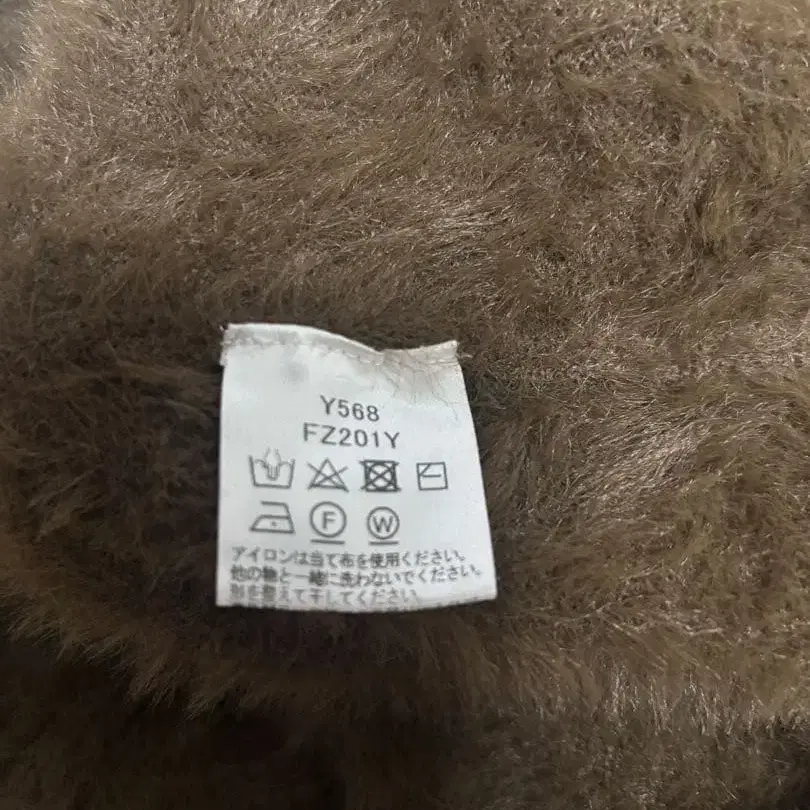 Y568
FZ201Y
F W
アイロンは当て布を使用ください。
他の物と一緒に洗わないでください。
形を整えて干してください